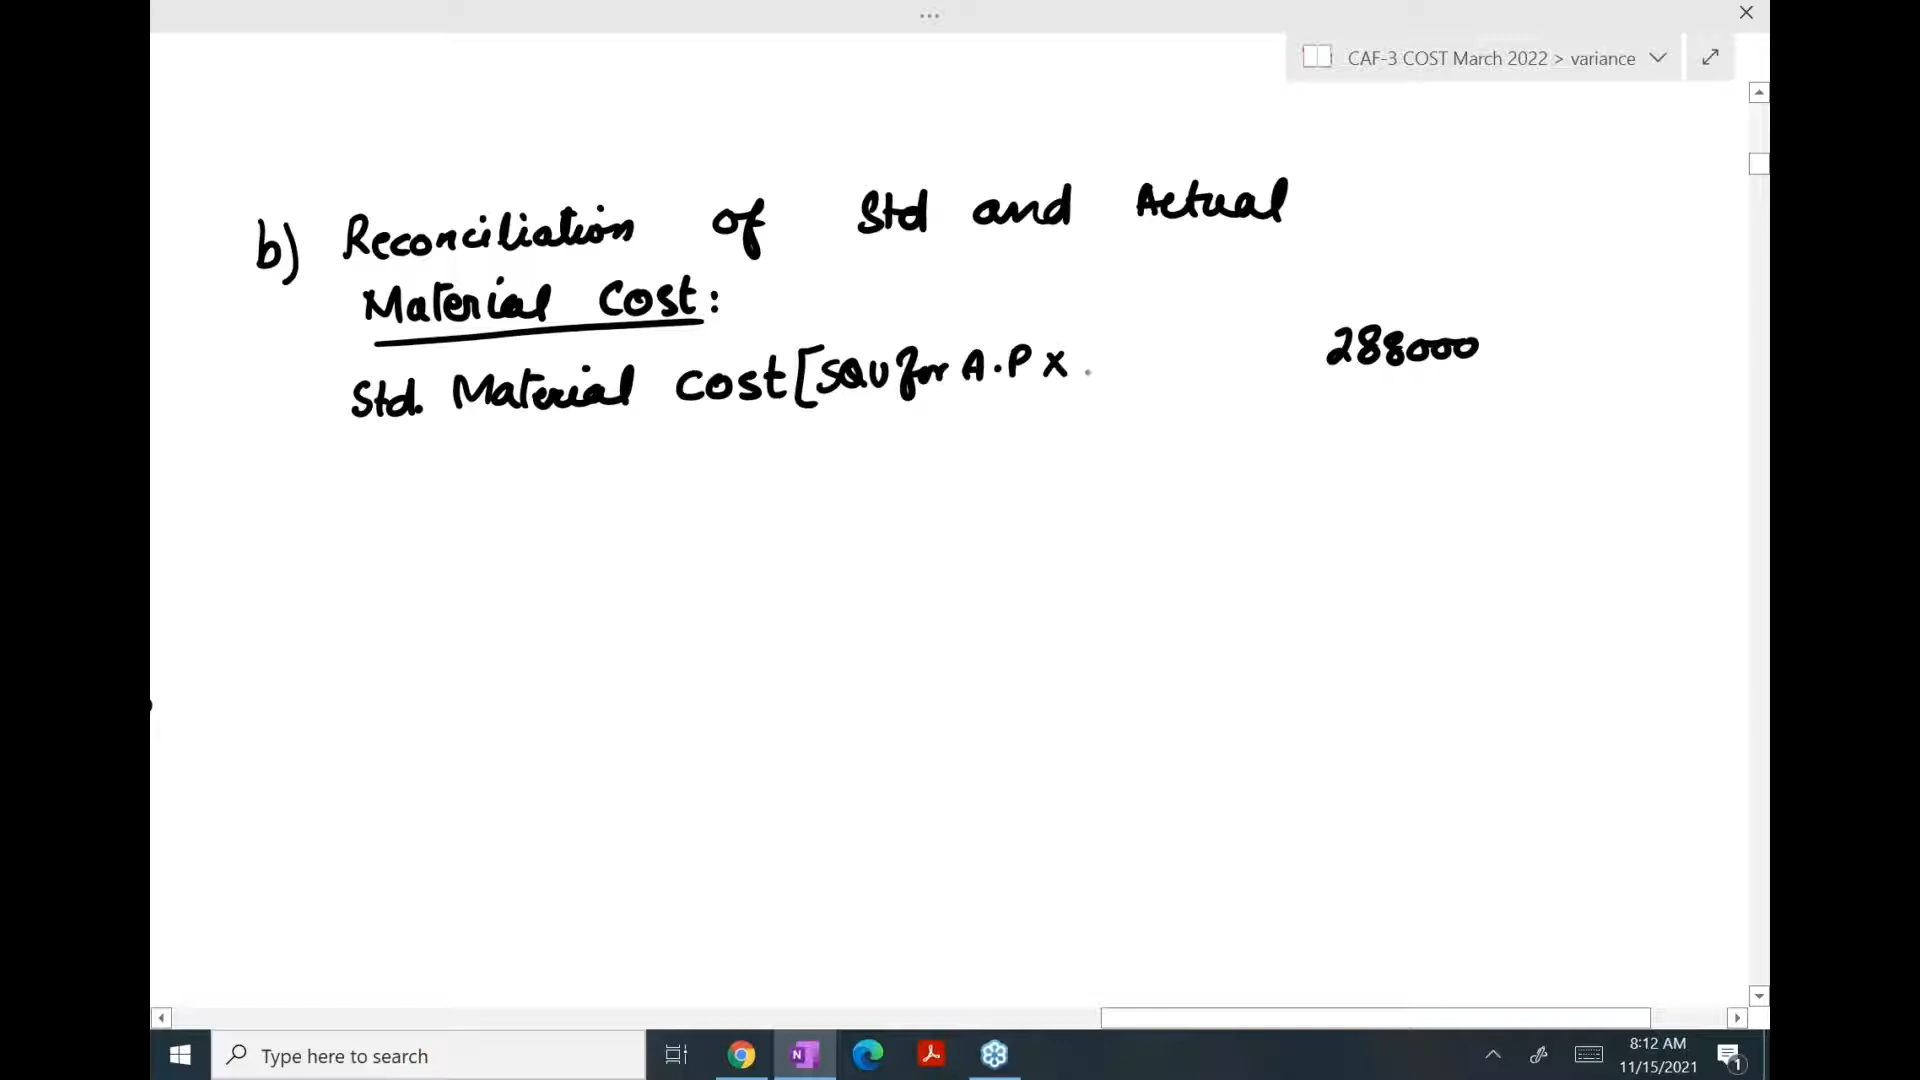 CAF-3 COST March 2022 > variance
b) Reconciliation of Std and Actual
Material Cost:
Std. Material Cost [SQU for A.P x 288000
Type here to search
8:12 AM
11/15/2021
1